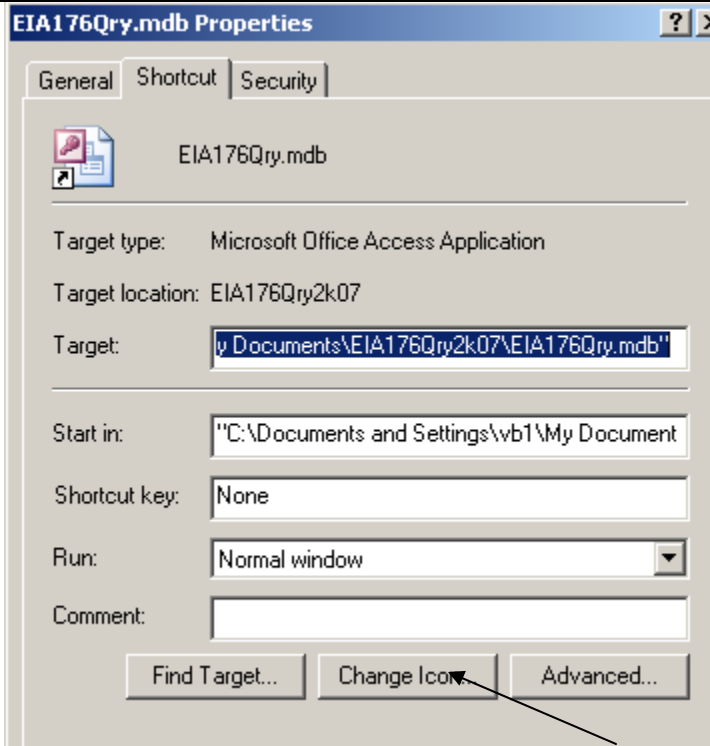 EIA176Qry.mdb Properties ?
General Shortcut Security
EIA176Qry.mdb
Target type: Microsoft Office Access Application
Target location: EIA176Qry2k07
Target: y Documents\EIA176Qry2k07\EIA176Qry.mdb"
Start in: "C:\Documents and Settings\vb1\My Document
Shortcut key: None
Run: Normal window
Comment:
Find Target... Change Icon... Advanced...